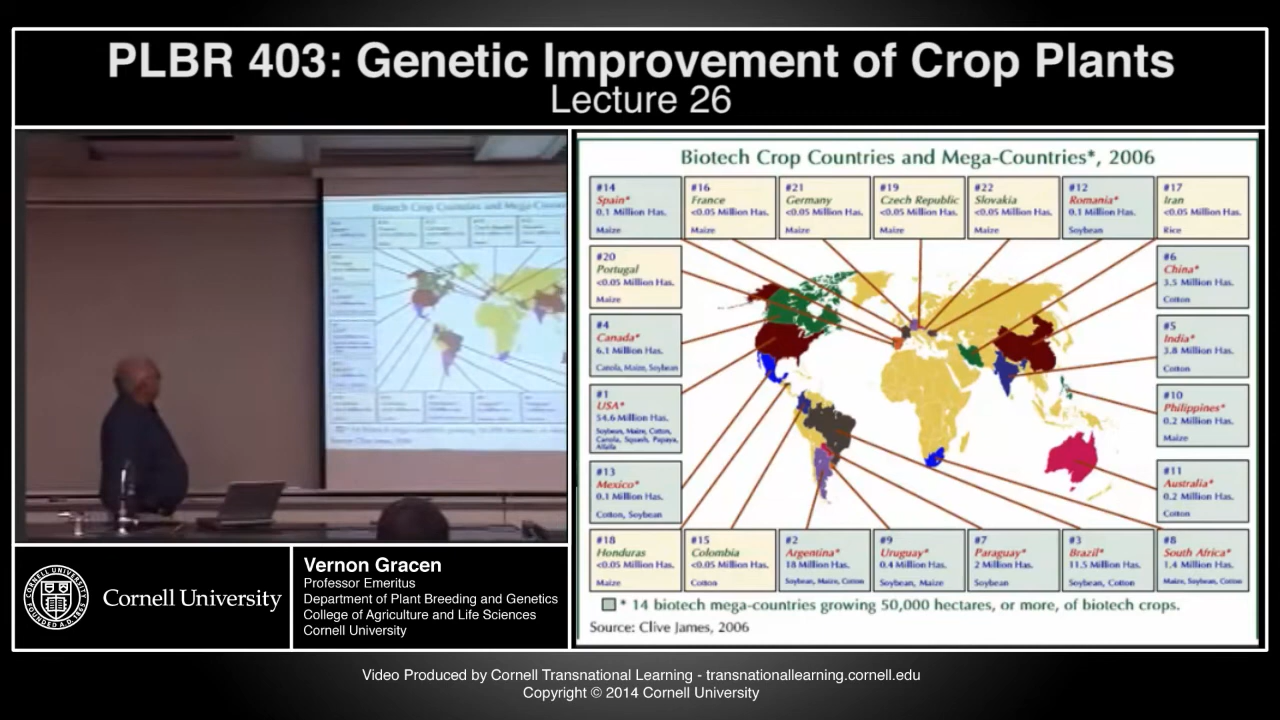 PLBR 403: Genetic Improvement of Crop Plants
Lecture 26
Biotech Crop Countries and Mega-Countries*, 2006
#14
Spain*
0.1 Million Has.
Maize
#16
France
<0.05 Million Has.
Maize
#21
Germany
<0.05 Million Has.
Maize
#19
Czech Republic
<0.05 Million Has.
Maize
#22
Slovakia
<0.05 Million Has.
Maize
#12
Romania*
0.1 Million Has.
Soybean
#17
Iran
<0.05 Million Has.
Rice
#20
Portugal
<0.05 Million Has.
Maize
#6
China*
3.5 Million Has.
Cotton
#4
Canada*
6.1 Million Has.
Canola, Maize, Soybean
#5
India*
3.8 Million Has.
Cotton
#1
USA*
54.6 Million Has.
Soybean, Maize, Cotton,
Canola, Squash, Papaya,
Alfalfa
#10
Philippines*
0.2 Million Has.
Maize
#13
Mexico*
0.1 Million Has.
Cotton, Soybean
#11
Australia*
0.2 Million Has.
Cotton
#18
Honduras
<0.05 Million Has.
Maize
#15
Colombia
<0.05 Million Has.
Cotton
#2
Argentina*
18 Million Has.
Soybean, Maize, Cotton
#9
Uruguay*
0.4 Million Has.
Soybean, Maize
#7
Paraguay*
2 Million Has.
Soybean
#3
Brazil*
11.5 Million Has.
Soybean, Cotton
#8
South Africa*
1.4 Million Has.
Maize, Soybean, Cotton
* 14 biotech mega-countries growing 50,000 hectares, or more, of biotech crops.
Source: Clive James, 2006
Cornell University
Vernon Gracen
Professor Emeritus
Department of Plant Breeding and Genetics
College of Agriculture and Life Sciences
Cornell University
Video Produced by Cornell Transnational Learning - transnationallearning.cornell.edu
Copyright © 2014 Cornell University